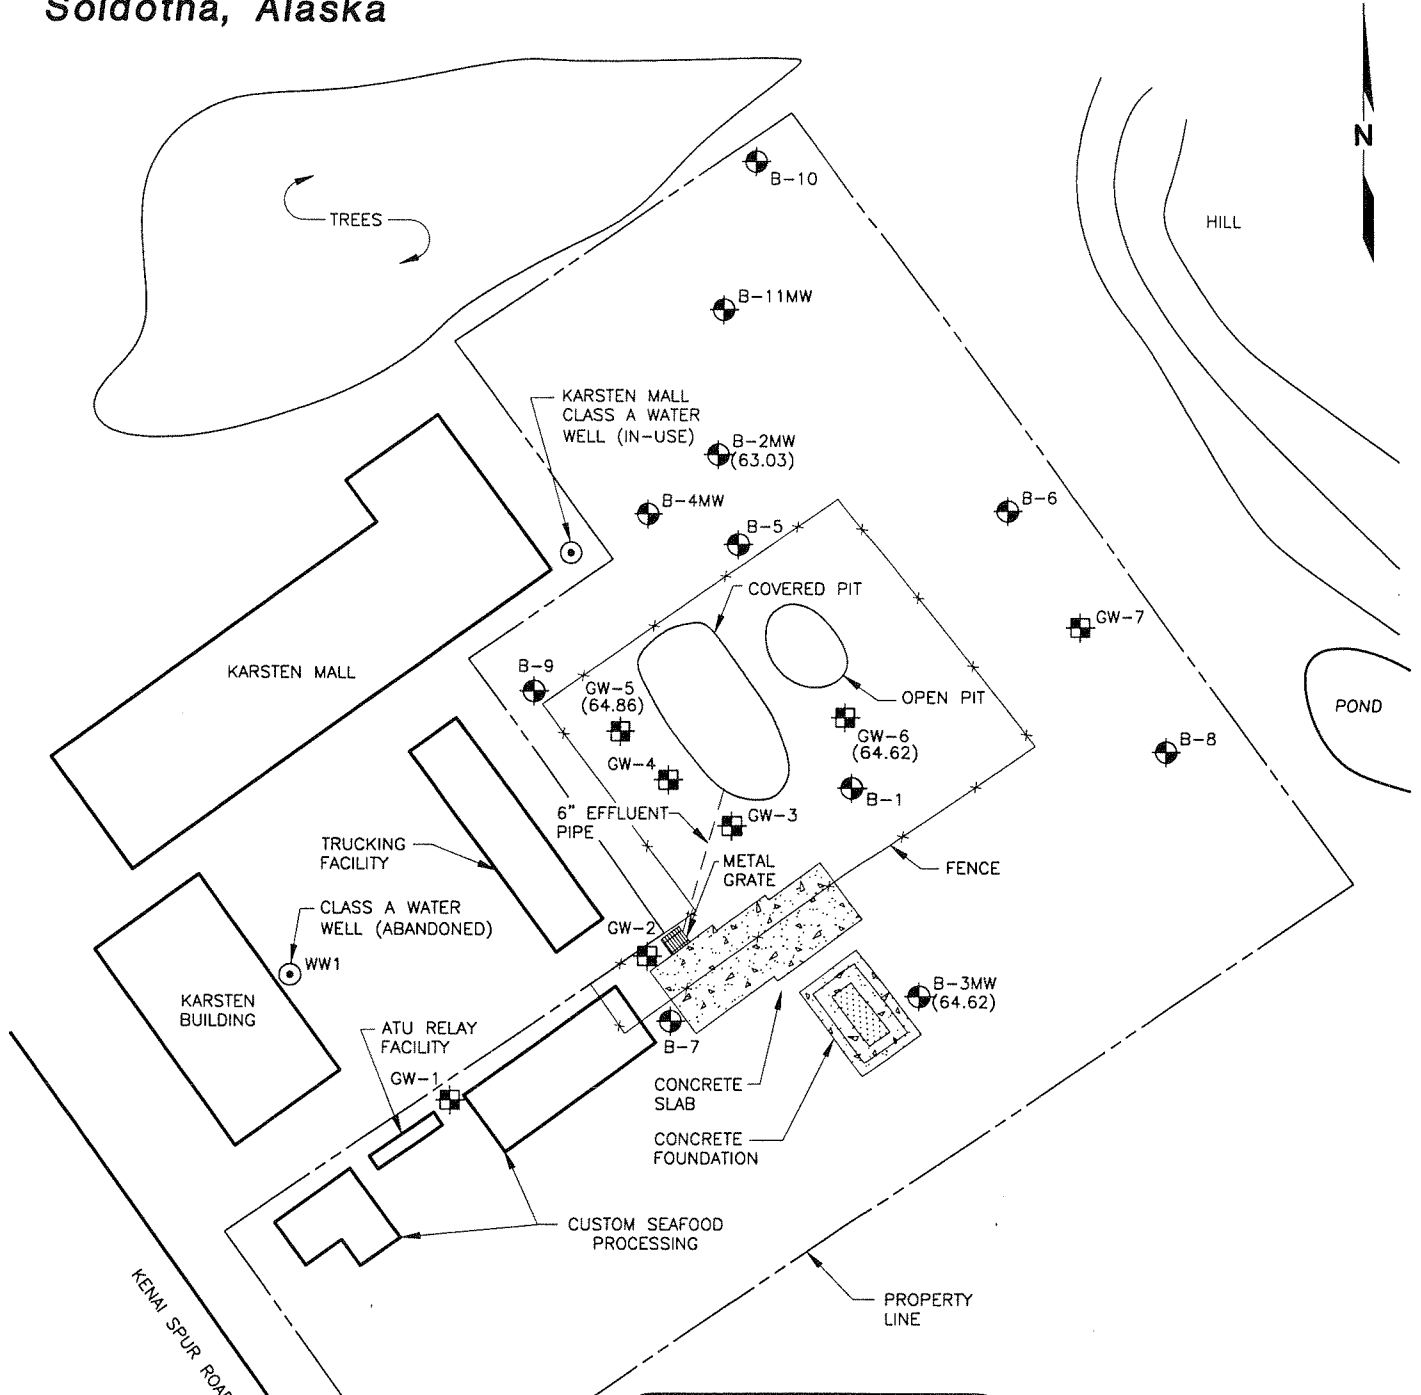 Soldotna, Alaska
N
B-10
TREES
HILL
B-11MW
KARSTEN MALL
CLASS A WATER
WELL (IN-USE)
B-2MW
(63.03)
B-4MW
B-6
B-5
COVERED PIT
GW-7
B-9
KARSTEN MALL
GW-5
(64.86)
OPEN PIT
POND
GW-6
(64.62)
B-8
GW-4
B-1
6" EFFLUENT
PIPE
GW-3
TRUCKING
FACILITY
METAL
GRATE
FENCE
CLASS A WATER
WELL (ABANDONED)
GW-2
WW1
B-3MW
(64.62)
KARSTEN
BUILDING
ATU RELAY
FACILITY
B-7
GW-1
CONCRETE
SLAB
CONCRETE
FOUNDATION
CUSTOM SEAFOOD
PROCESSING
KENAI SPUR ROAD
PROPERTY
LINE